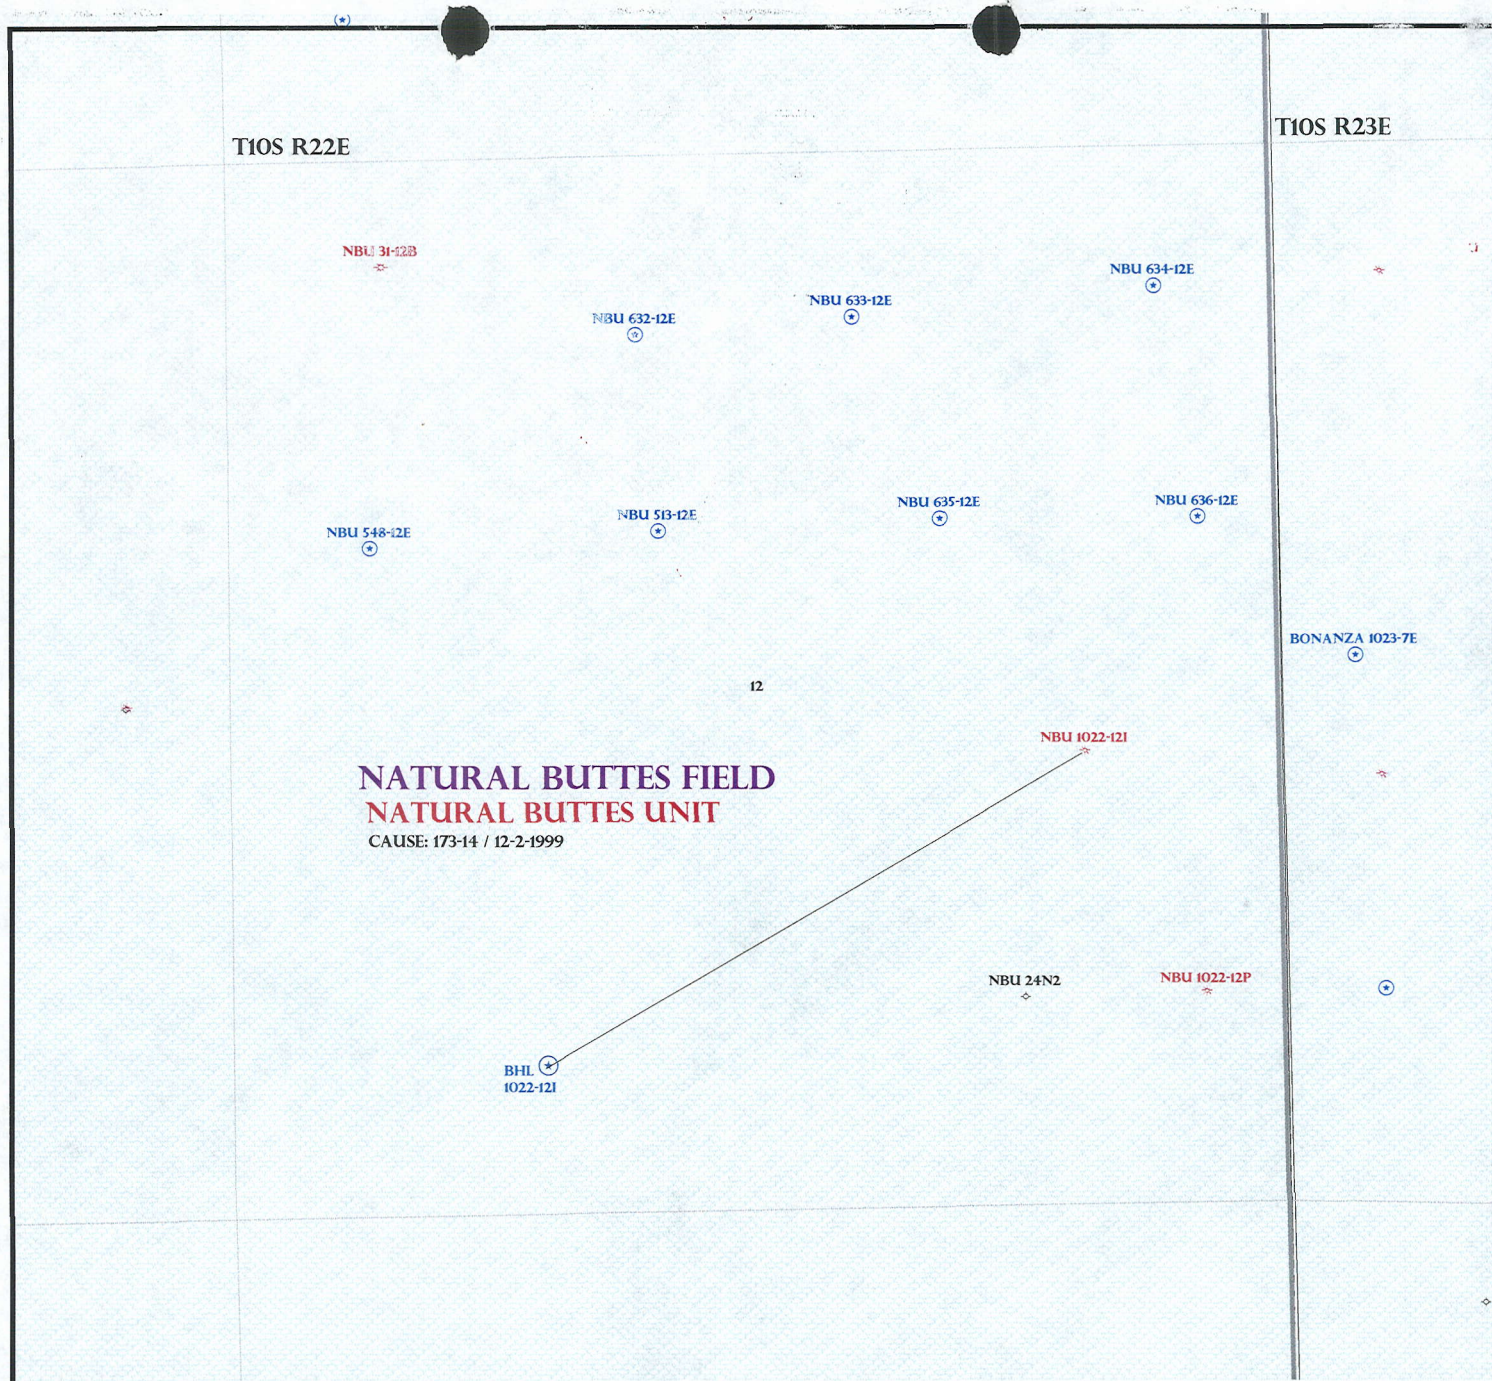 T10S R22E
T10S R23E
NBU 31-12B
NBU 634-12E
NBU 633-12E
NBU 632-12E
NBU 636-12E
NBU 635-12E
NBU 513-12E
NBU 548-12E
BONANZA 1023-7E
12
NBU 1022-12I
NATURAL BUTTES FIELD
NATURAL BUTTES UNIT
CAUSE: 173-14 / 12-2-1999
NBU 24N2
NBU 1022-12P
BHL
1022-12I